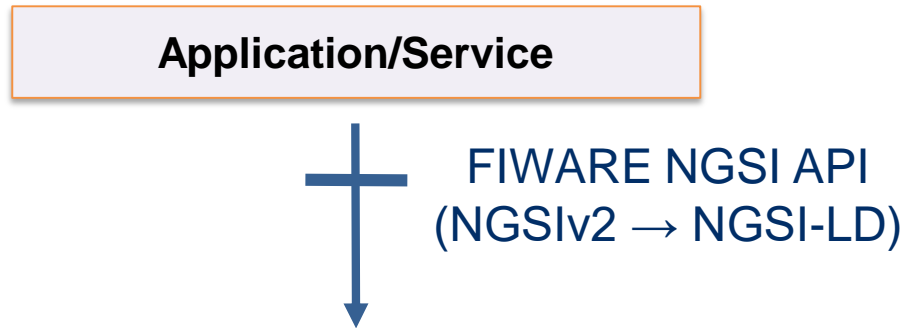 Application/Service
FIWARE NGSI API
(NGSIv2 → NGSI-LD)